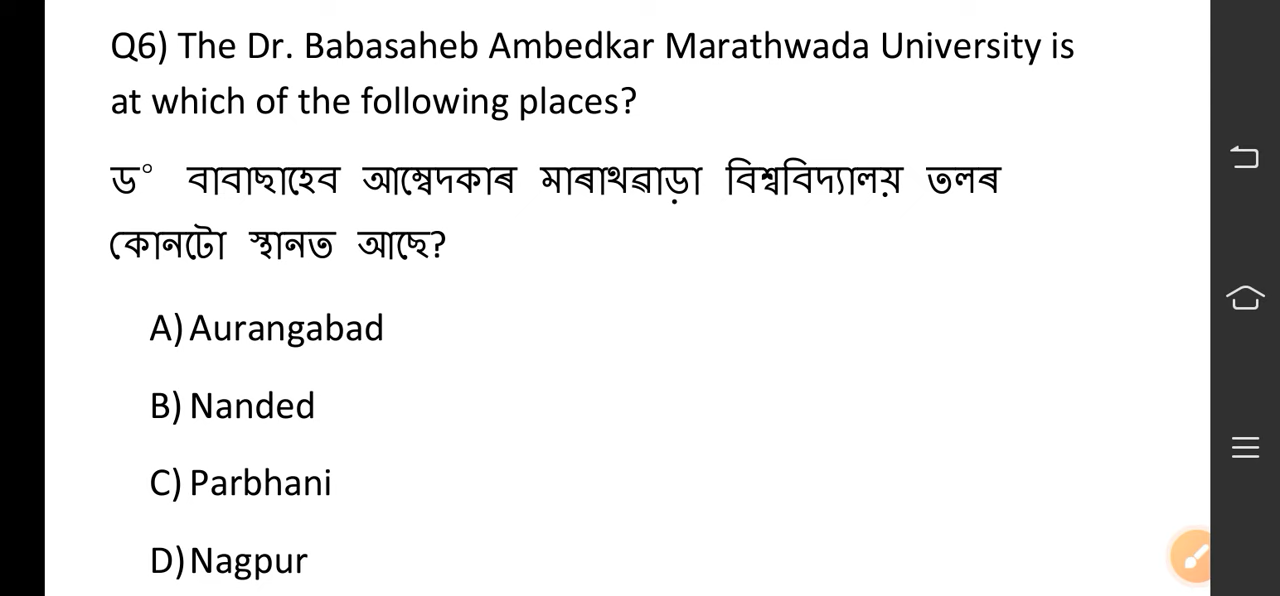 Q6) The Dr. Babasaheb Ambedkar Marathwada University is
at which of the following places?
ড° বাবাছাহেব আম্বেদকাৰ মাৰাথৱাড়া বিশ্ববিদ্যালয় তলৰ
কোনটো স্থানত আছে?
A) Aurangabad
B) Nanded
C) Parbhani
D) Nagpur